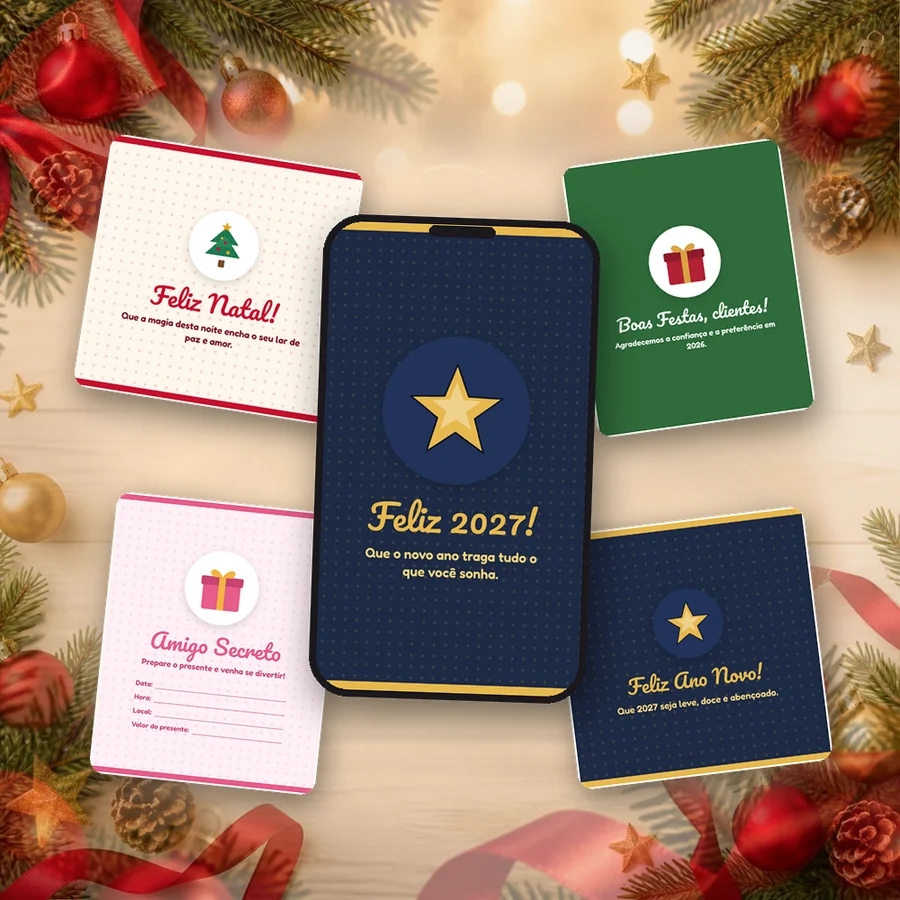 Feliz Natal!
Que a magia desta noite encha o seu lar de
paz e amor.
Boas Festas, clientes!
Agradecemos a confiança e a preferência em
2026.
Feliz 2027!
Que o novo ano traga tudo o
que você sonha.
Amigo Secreto
Prepare o presente e venha se divertir!
Data:
Hora:
Local:
Valor do presente:
Feliz Ano Novo!
Que 2027 seja leve, doce e abençoado.